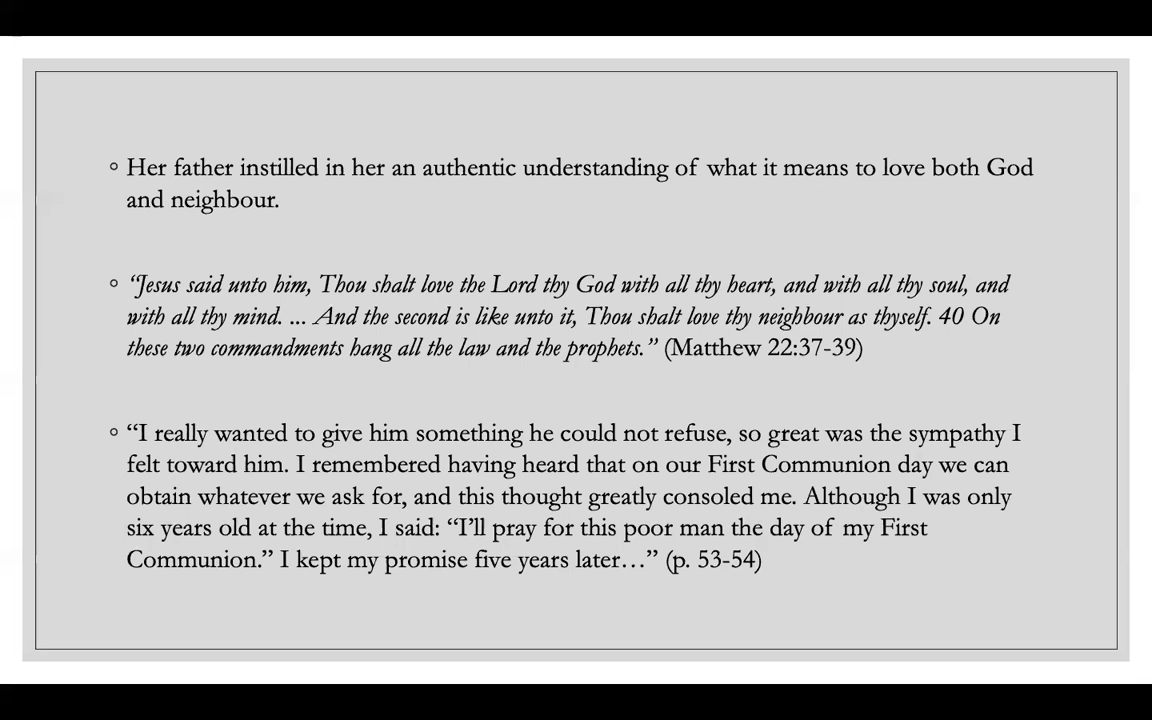 ◦ Her father instilled in her an authentic understanding of what it means to love both God
and neighbour.
◦ “Jesus said unto him, Thou shalt love the Lord thy God with all thy heart, and with all thy soul, and
with all thy mind. ... And the second is like unto it, Thou shalt love thy neighbour as thyself. 40 On
these two commandments hang all the law and the prophets.” (Matthew 22:37-39)
◦ “I really wanted to give him something he could not refuse, so great was the sympathy I
felt toward him. I remembered having heard that on our First Communion day we can
obtain whatever we ask for, and this thought greatly consoled me. Although I was only
six years old at the time, I said: “I’ll pray for this poor man the day of my First
Communion.” I kept my promise five years later…” (p. 53-54)